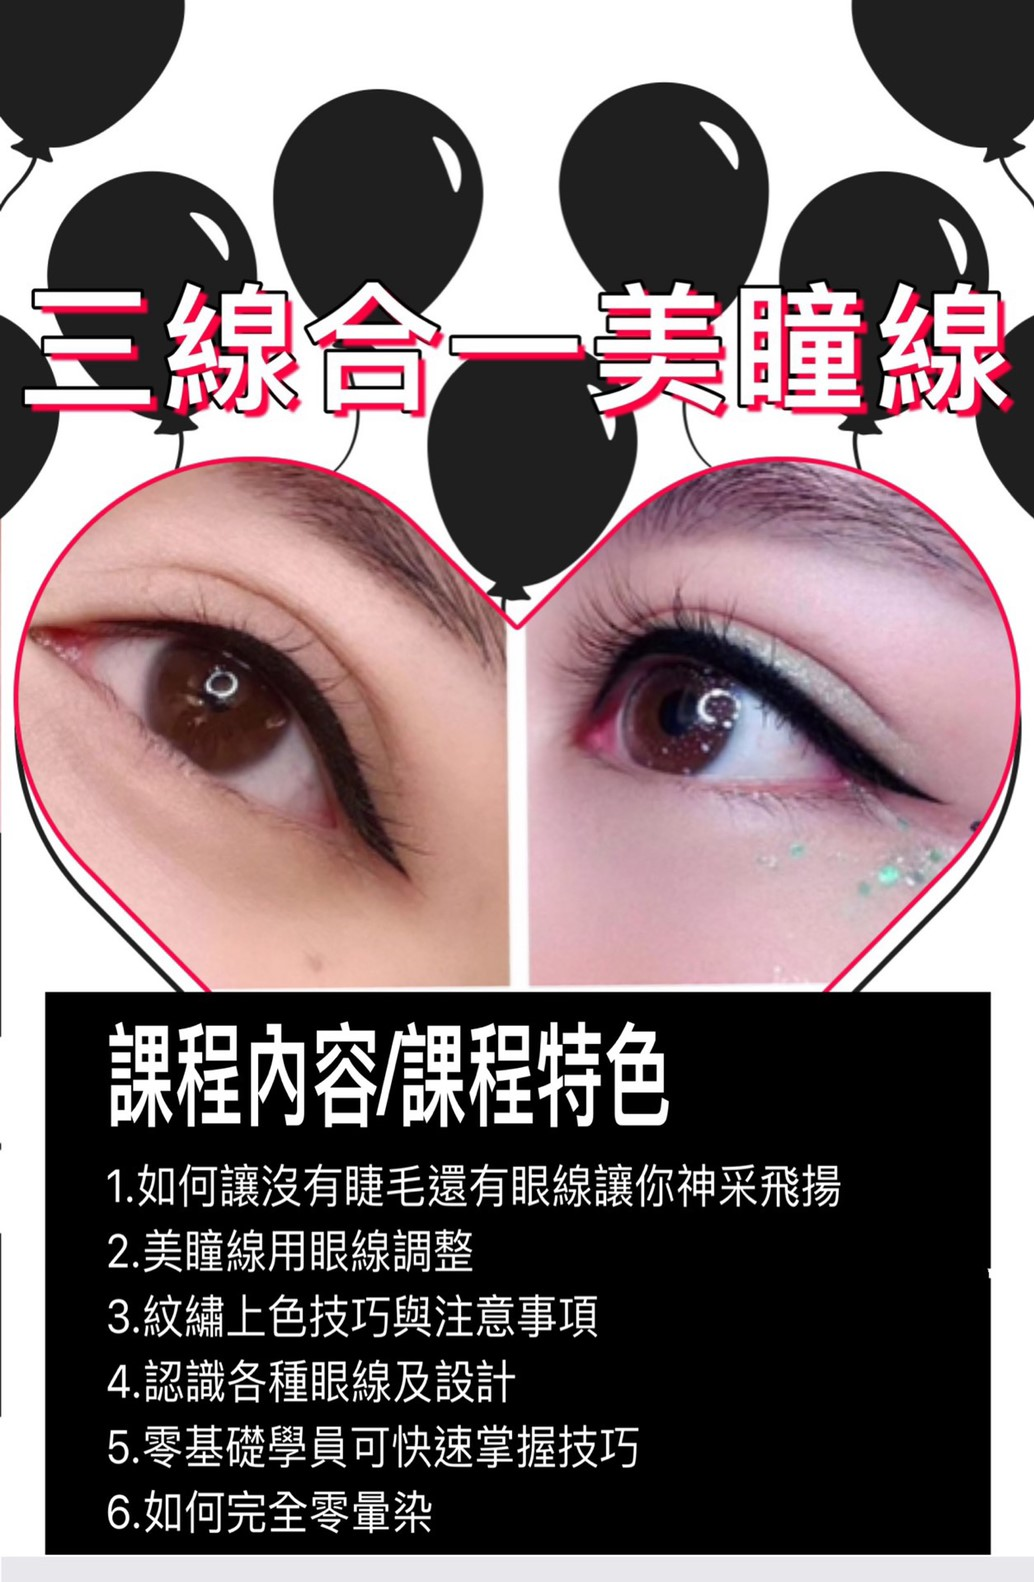 三線合一美瞳線
課程內容/課程特色
1.如何讓沒有睫毛還有眼線讓你神采飛揚
2.美瞳線用眼線調整
3.紋繡上色技巧與注意事項
4.認識各種眼線及設計
5.零基礎學員可快速掌握技巧
6.如何完全零暈染